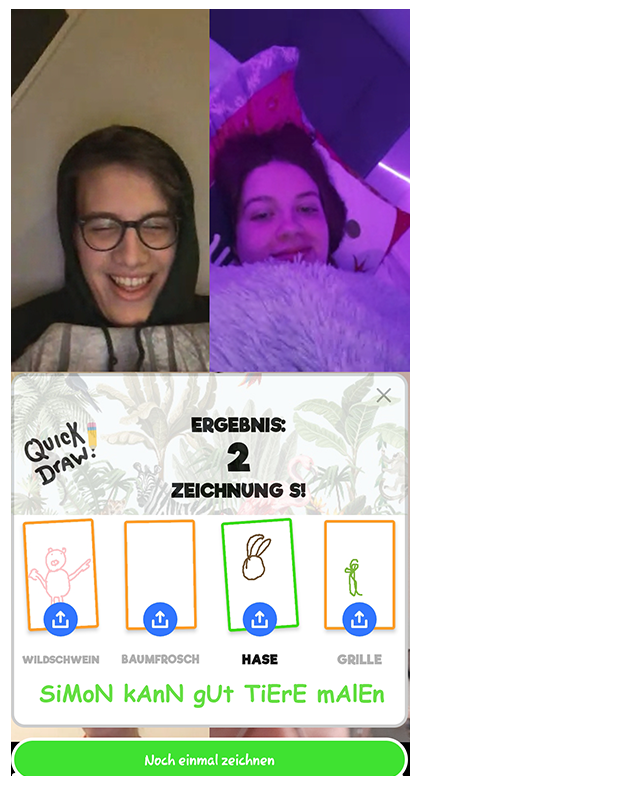 QUICK
DRAW!
ERGEBNIS:
2
ZEICHNUNG S!
WILDSCHWEIN BAUMFROSCH HASE GRILLE
SiMoN kAnN gUt TiErE mAlEn
Noch einmal zeichnen